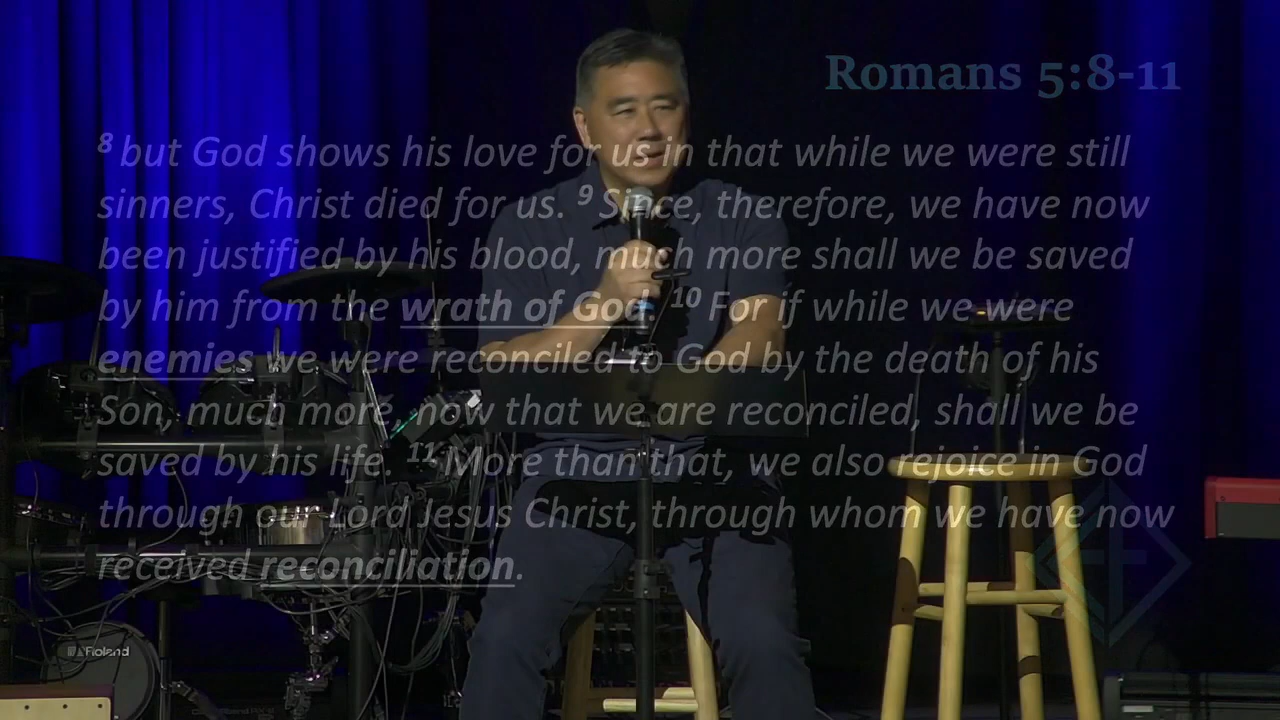 Romans 5:8-11
8 but God shows his love for us in that while we were still
sinners, Christ died for us. 9 Since, therefore, we have now
been justified by his blood, much more shall we be saved
by him from the wrath of God. 10 For if while we were
enemies we were reconciled to God by the death of his
Son, much more, now that we are reconciled, shall we be
saved by his life. 11 More than that, we also rejoice in God
through our Lord Jesus Christ, through whom we have now
received reconciliation.
Roland